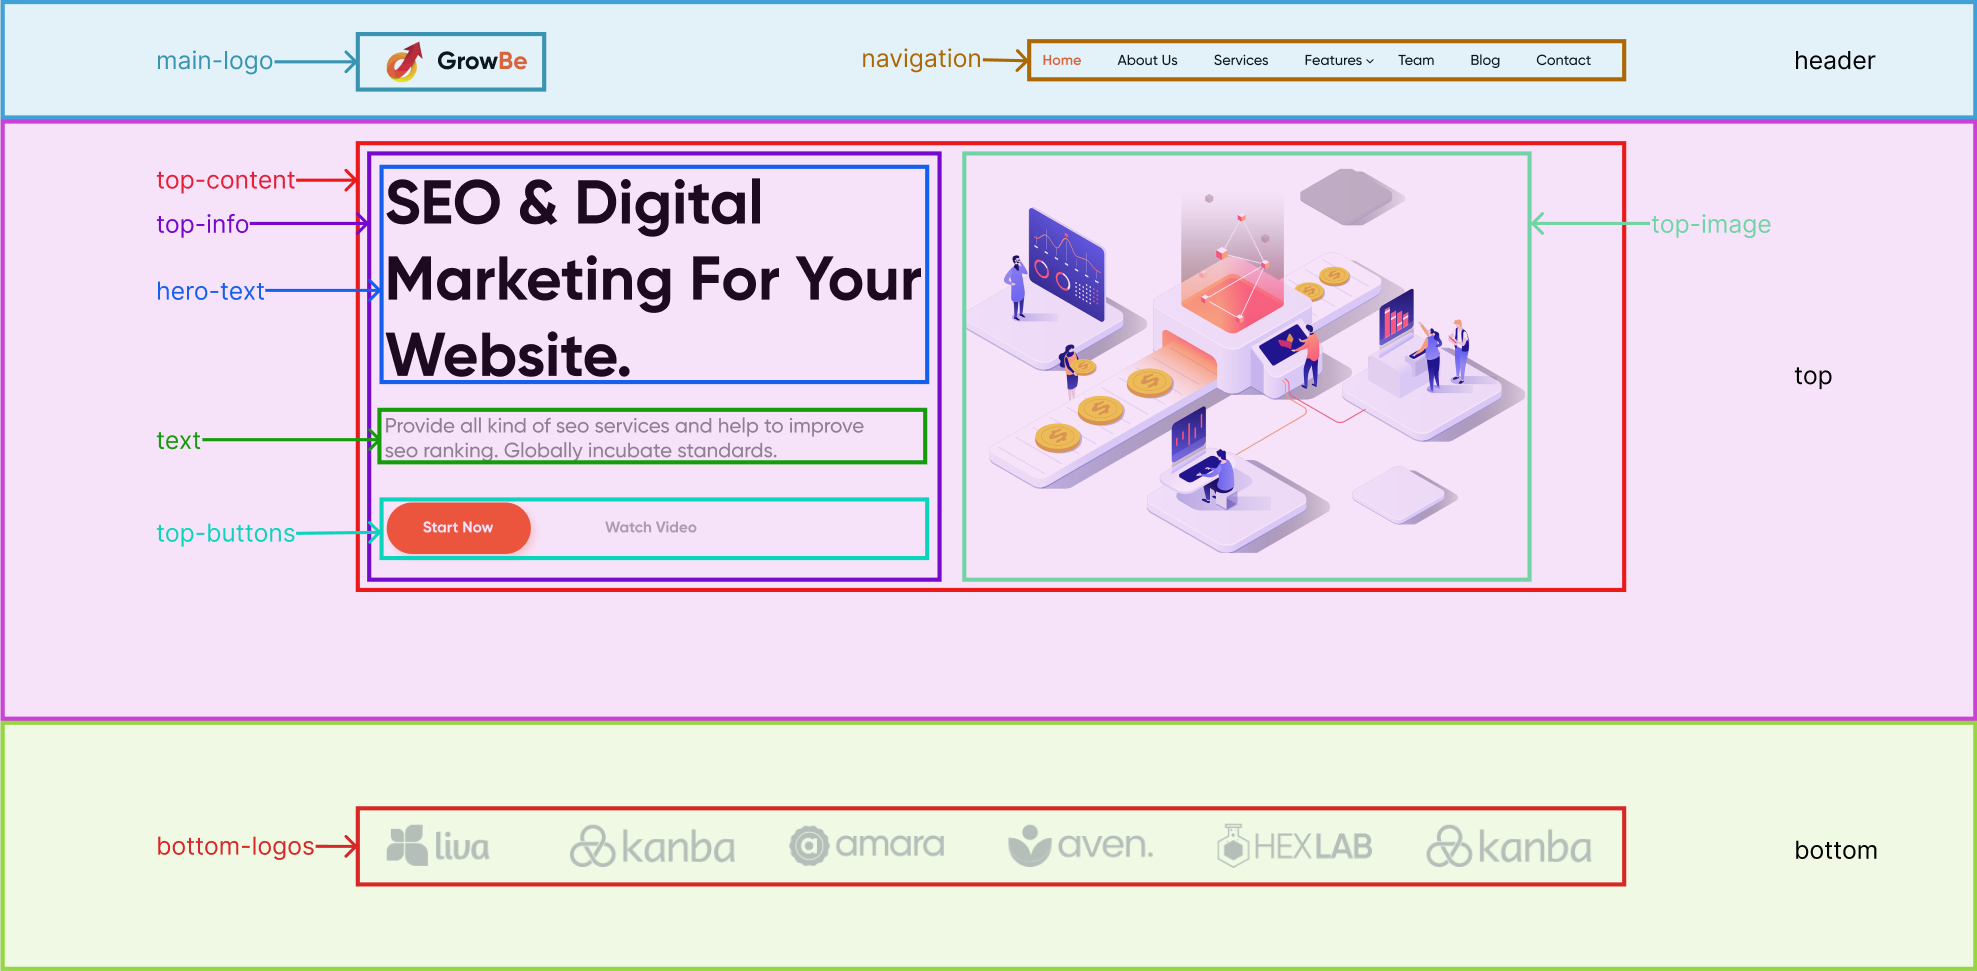 main-logo
GrowBe
navigation
Home About Us Services Features Team Blog Contact
header
top-content
top-info
hero-text
SEO & Digital
Marketing For Your
Website.
top-image
top
text
Provide all kind of seo services and help to improve
seo ranking. Globally incubate standards.
top-buttons
Start Now Watch Video
bottom-logos
liva kanba amara aven. HEXLAB kanba
bottom